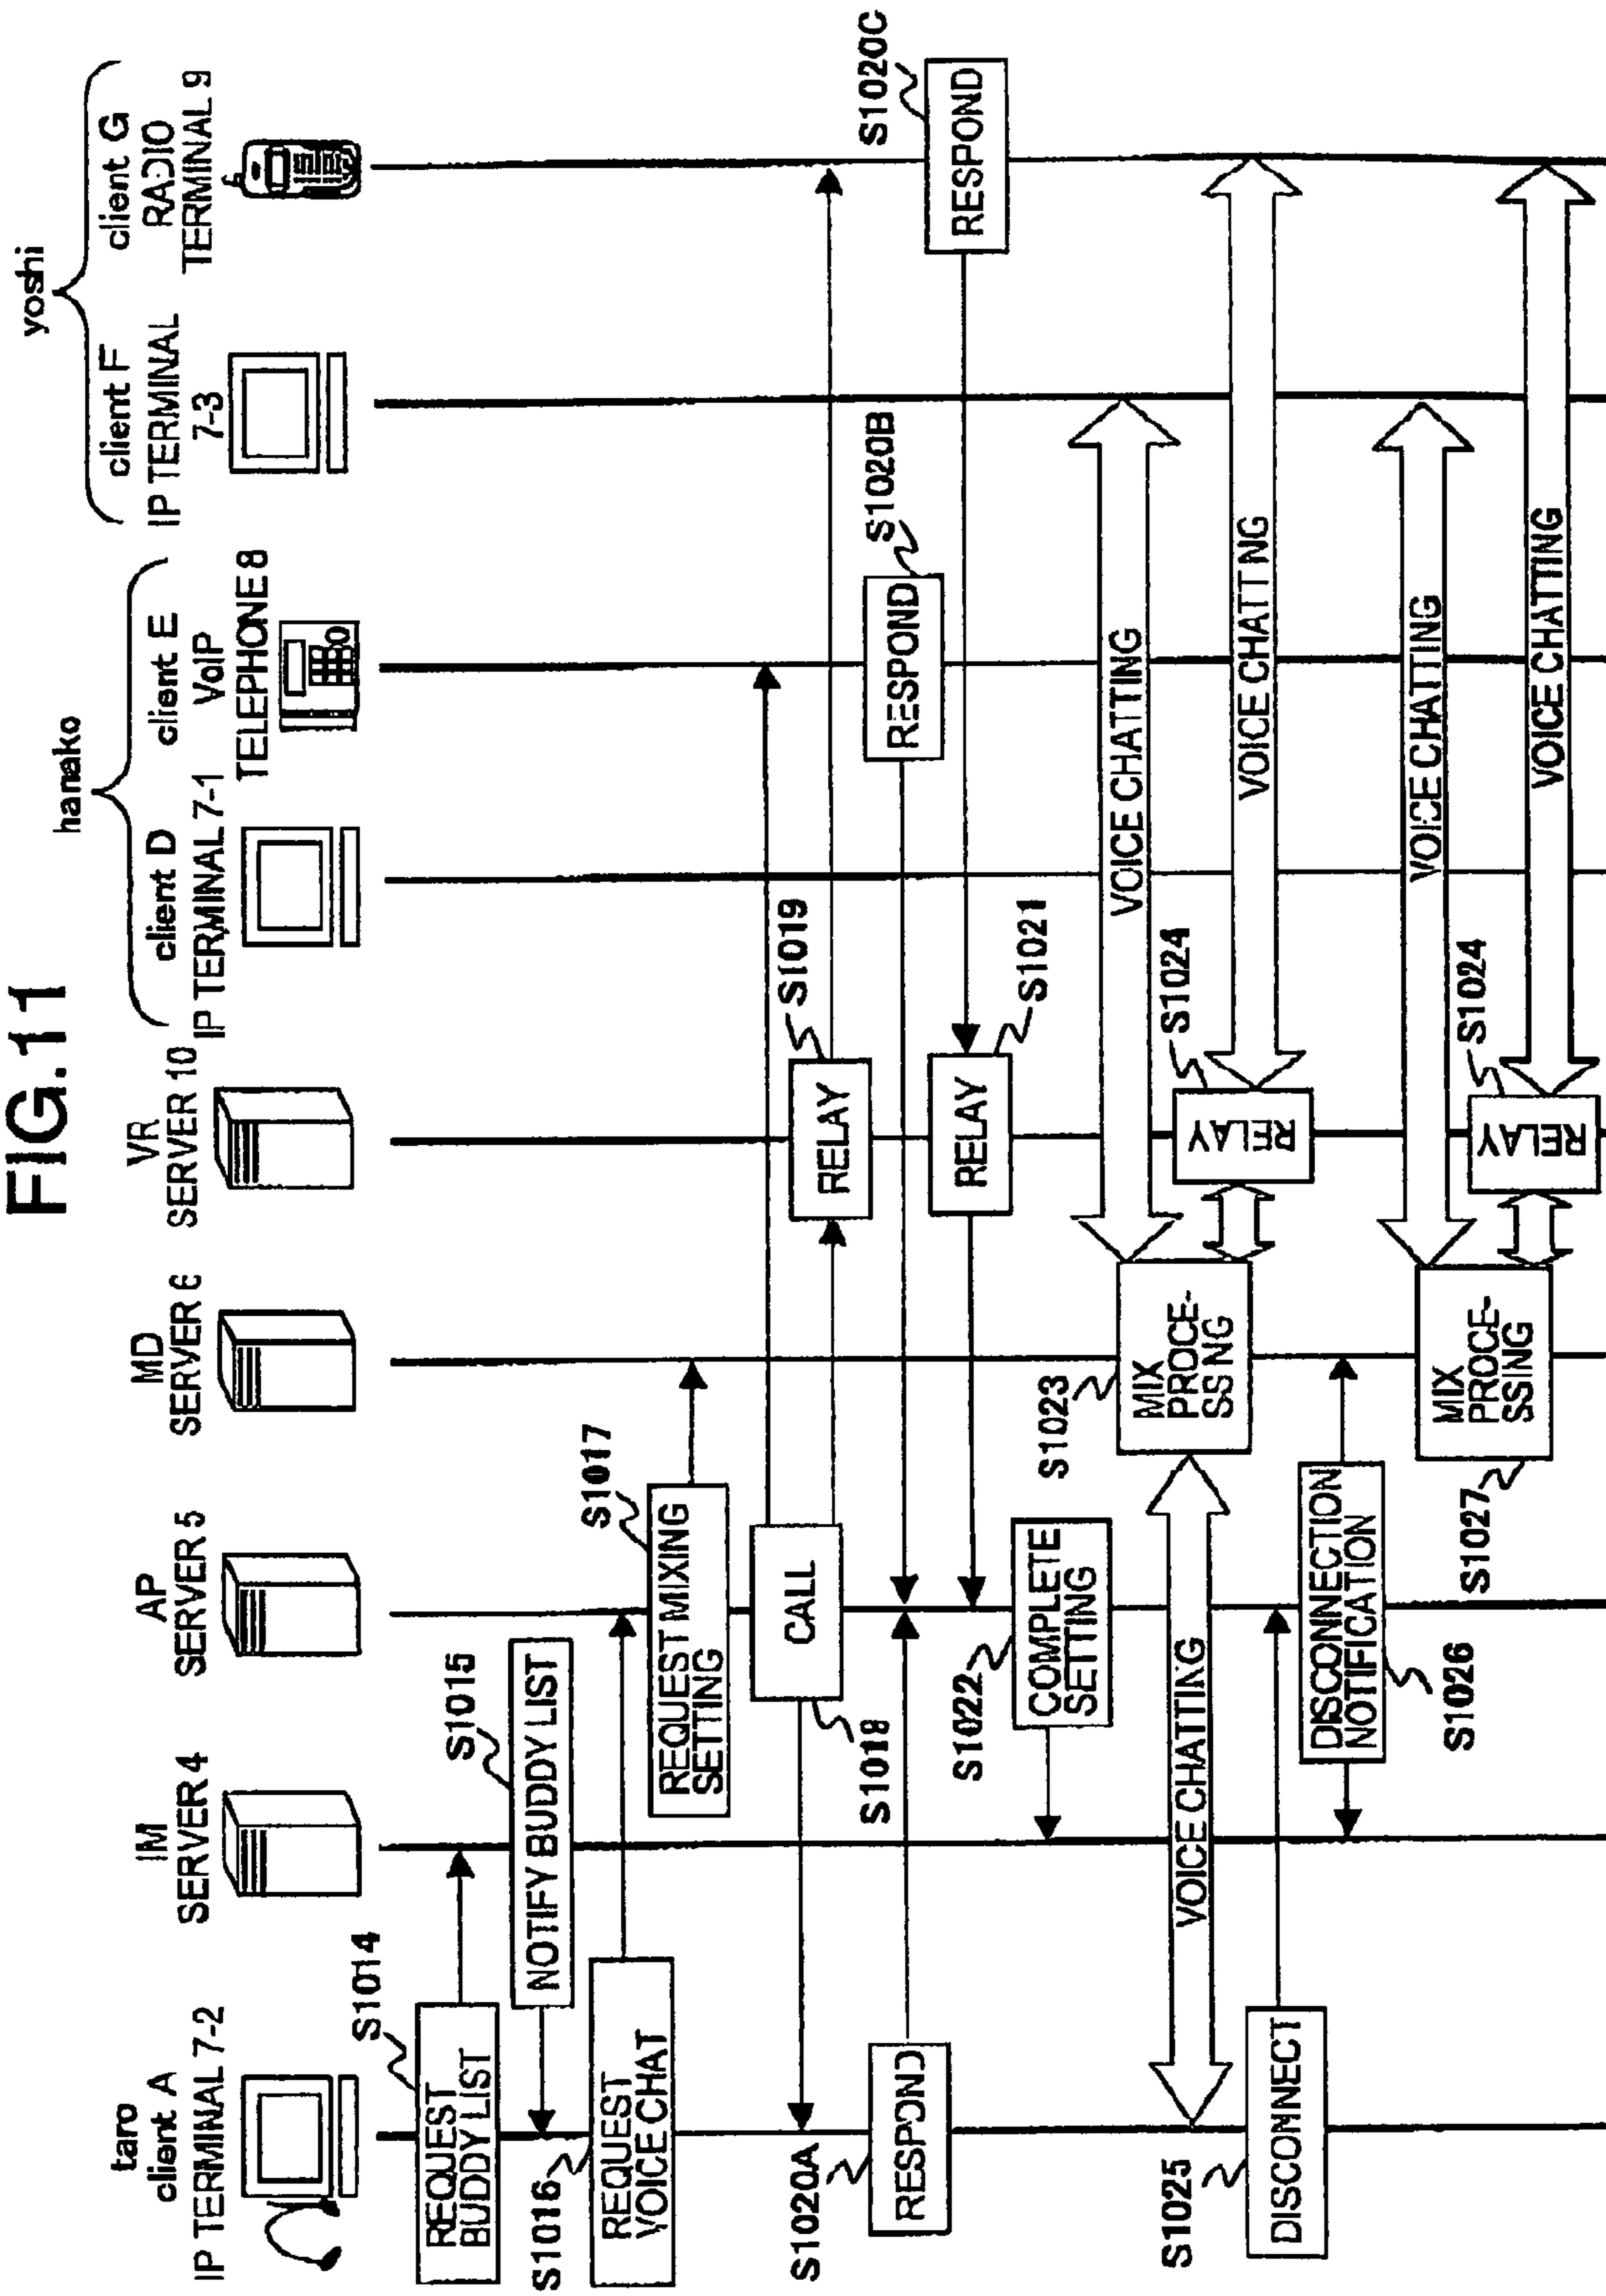 FIG.11
taro
client A
IP TERMINAL 7-2
IM
SERVER 4
AP
SERVER 5
MD
SERVER 6
VR
SERVER 10
hanako
client D
IP TERMINAL 7-1
client E
VoIP
TELEPHONE 8
yoshi
client F
IP TERMINAL
7-3
client G
RADIO
TERMINAL 9
S1014
REQUEST
BUDDY LIST
S1015
NOTIFY BUDDY LIST
S1016
REQUEST
VOICE CHAT
S1017
REQUEST MIXING
SETTING
CALL
S1018
RELAY
S1019
S1020A
RESPOND
RESPOND
S1020B
RESPOND
S1020C
RELAY
S1021
S1022
COMPLETE
SETTING
VOICE CHATTING
S1023
MIX
PROCE-
SSNG
VOICE CHATTING
RELAY
S1024
VOICE CHATT NG
S1025
DISCONNECT
DISCONNECTION
NOTIFICATION
S1026
MIX
PROCE-
SSING
S1027
VOICE CHATTING
RELAY
S1024
VOICE CHATTING